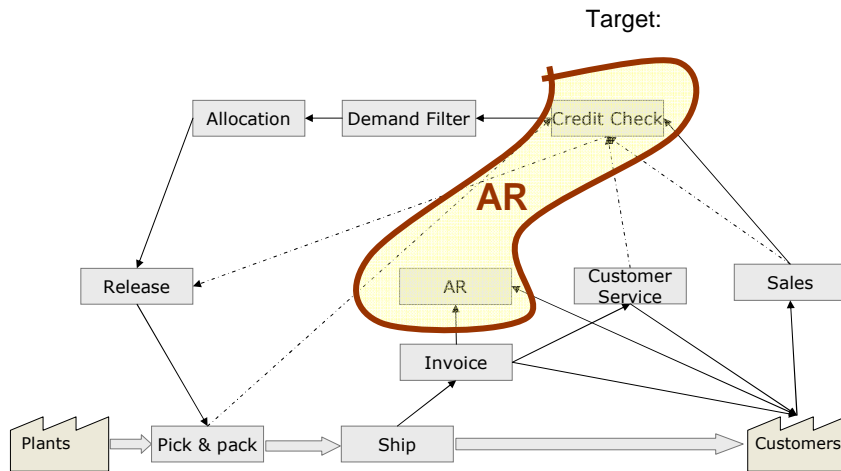 Target:
Allocation
Demand Filter
Credit Check
AR
Release
AR
Customer
Service
Sales
Invoice
Plants
Pick & pack
Ship
Customers